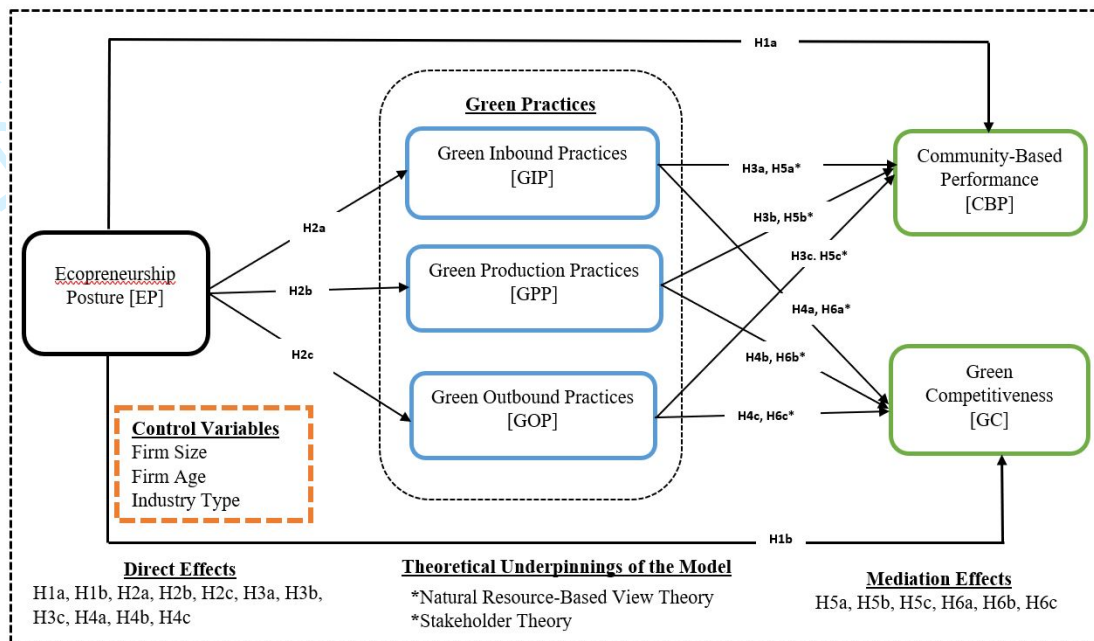 H1a
Green Practices
Green Inbound Practices
[GIP]
H3a, H5a*
Community-Based
Performance
[CBP]
H2a
H3b, H5b*
H3c. H5c*
Ecopreneurship
Posture [EP]
H2b
Green Production Practices
[GPP]
H4a, H6a*
H2c
H4b, H6b*
Green Outbound Practices
[GOP]
H4c, H6c*
Green
Competitiveness
[GC]
Control Variables
Firm Size
Firm Age
Industry Type
H1b
Direct Effects
H1a, H1b, H2a, H2b, H2c, H3a, H3b,
H3c, H4a, H4b, H4c
Theoretical Underpinnings of the Model
*Natural Resource-Based View Theory
*Stakeholder Theory
Mediation Effects
H5a, H5b, H5c, H6a, H6b, H6c